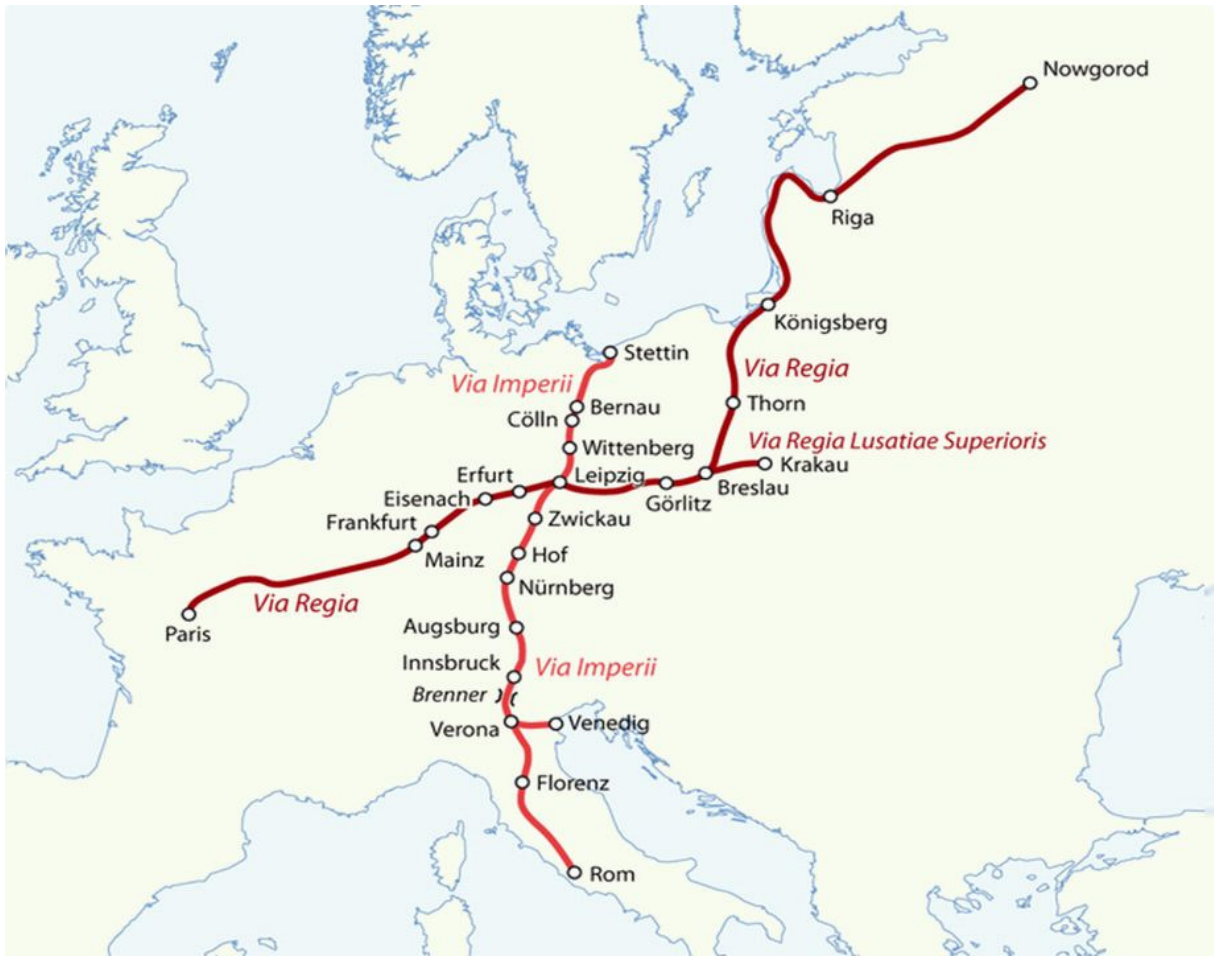 Nowgorod
Riga
Königsberg
Stettin
Via Regia
Via Imperii
Bernau
Thorn
Cölln
Via Regia Lusatiae Superioris
Wittenberg
Krakau
Erfurt
Leipzig
Breslau
Eisenach
Görlitz
Frankfurt
Zwickau
Mainz
Hof
Nürnberg
Via Regia
Paris
Augsburg
Innsbruck
Via Imperii
Brenner
Verona
Venedig
Florenz
Rom